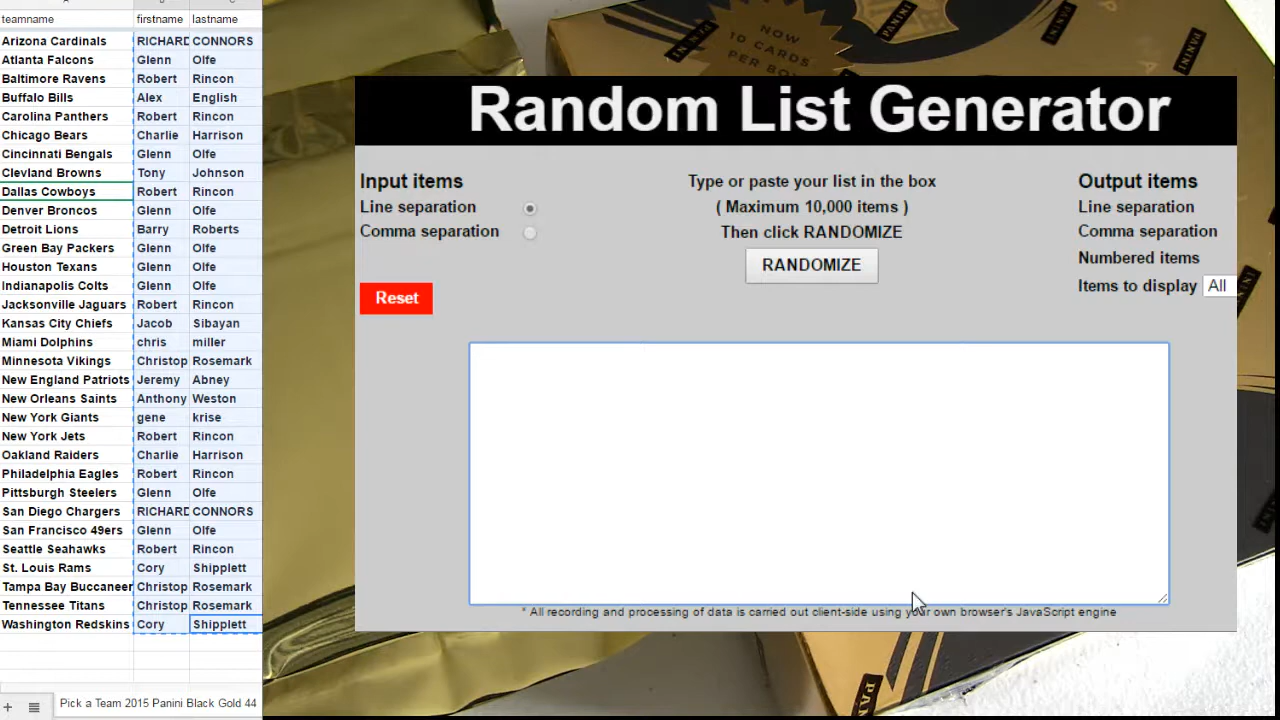 teamname firstname lastname
Arizona Cardinals RICHARD CONNORS
Atlanta Falcons Glenn Olfe
Baltimore Ravens Robert Rincon
Buffalo Bills Alex English
Carolina Panthers Robert Rincon
Chicago Bears Charlie Harrison
Cincinnati Bengals Glenn Olfe
Clevland Browns Tony Johnson
Dallas Cowboys Robert Rincon
Denver Broncos Glenn Olfe
Detroit Lions Barry Roberts
Green Bay Packers Glenn Olfe
Houston Texans Glenn Olfe
Indianapolis Colts Glenn Olfe
Jacksonville Jaguars Robert Rincon
Kansas City Chiefs Jacob Sibayan
Miami Dolphins chris miller
Minnesota Vikings Christop Rosemark
New England Patriots Jeremy Abney
New Orleans Saints Anthony Weston
New York Giants gene krise
New York Jets Robert Rincon
Oakland Raiders Charlie Harrison
Philadelphia Eagles Robert Rincon
Pittsburgh Steelers Glenn Olfe
San Diego Chargers RICHARD CONNORS
San Francisco 49ers Glenn Olfe
Seattle Seahawks Robert Rincon
St. Louis Rams Cory Shipplett
Tampa Bay Buccaneer Christop Rosemark
Tennessee Titans Christop Rosemark
Washington Redskins Cory Shipplett
Pick a Team 2015 Panini Black Gold 44
NOW
10 CARDS
PER BOX
PANINI
PANINI
PANINI
PANINI
Random List Generator
Input items
Line separation
Comma separation
Reset
Type or paste your list in the box
( Maximum 10,000 items )
Then click RANDOMIZE
RANDOMIZE
Output items
Line separation
Comma separation
Numbered items
Items to display All
PANINI
* All recording and processing of data is carried out client-side using your own browser's JavaScript engine